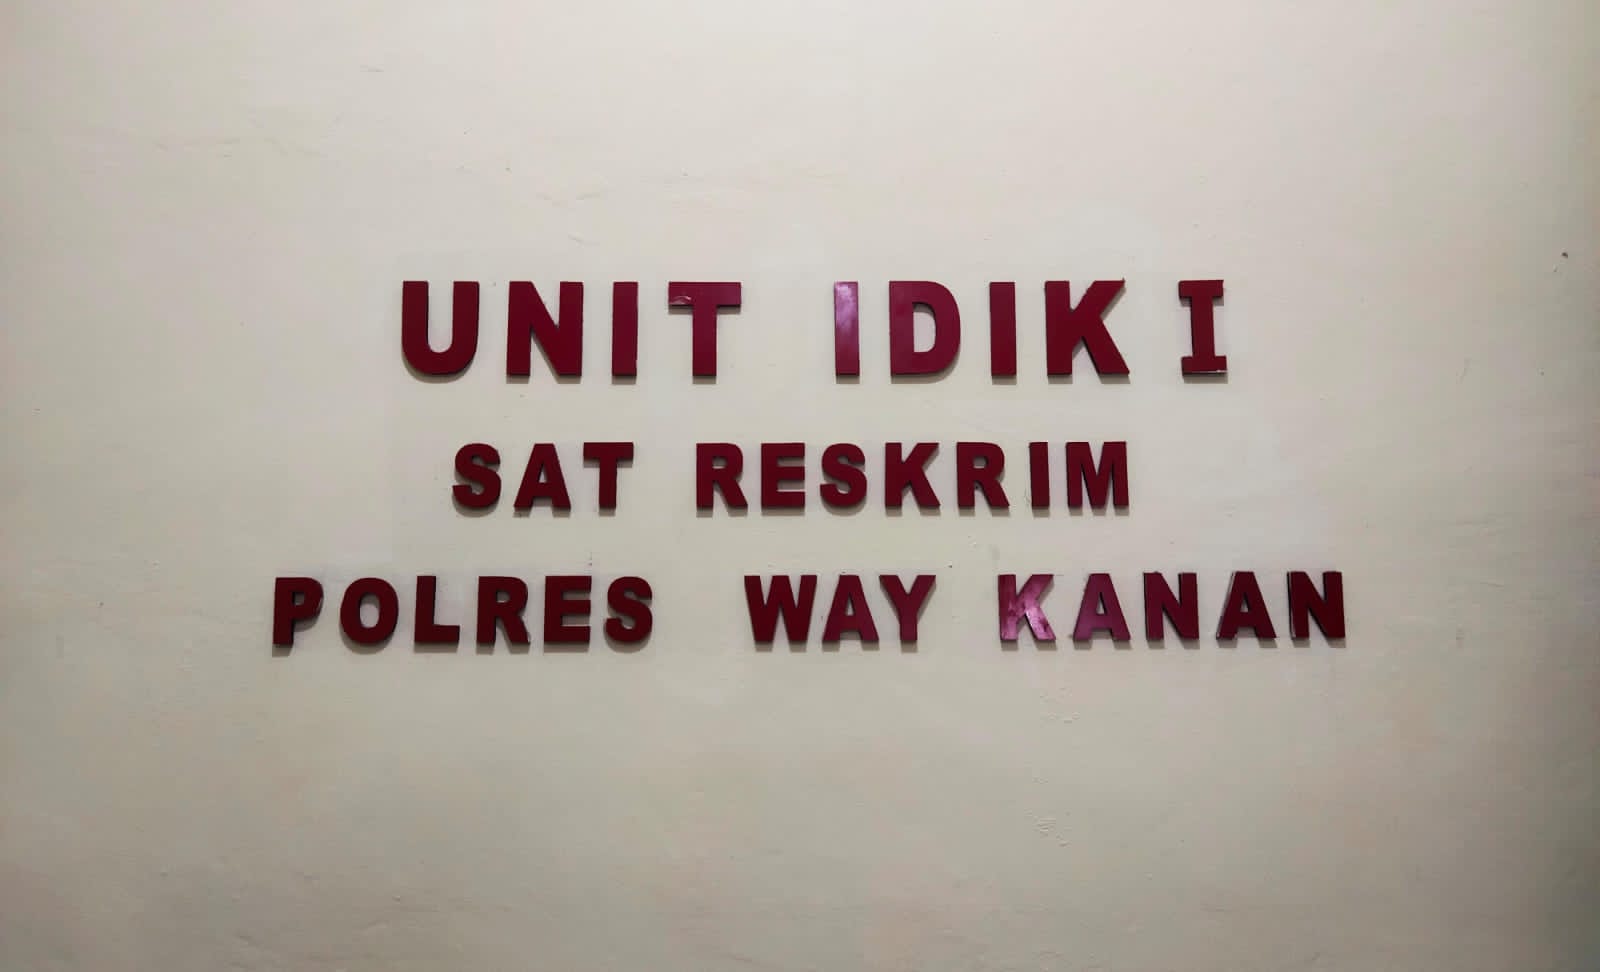 UNIT IDIK I
SAT RESKRIM
POLRES WAY KANAN